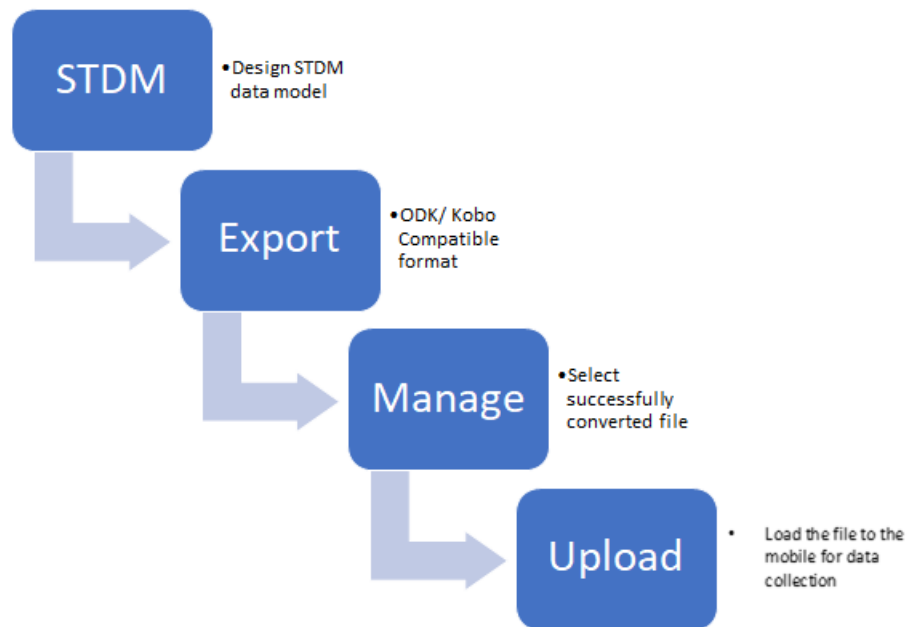 STDM
•Design STDM
data model
Export
•ODK/ Kobo
Compatible
format
Manage
•Select
successfully
converted file
Upload
• Load the file to the
mobile for data
collection